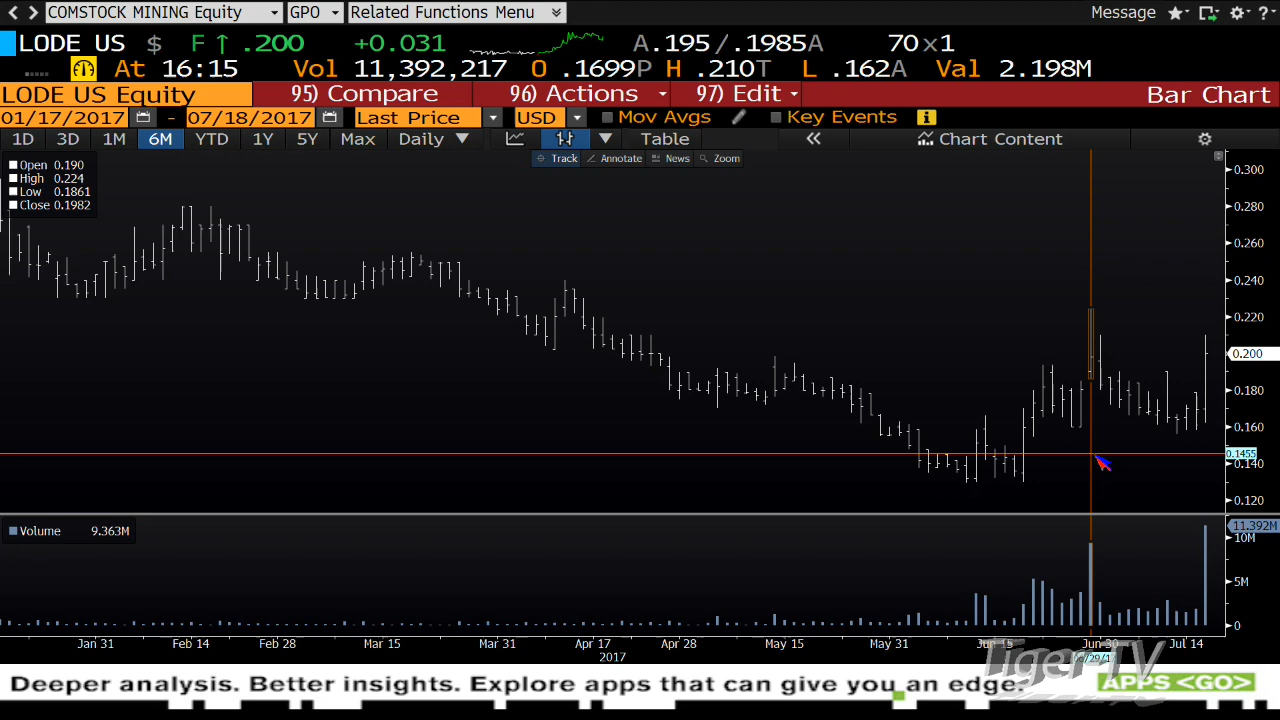 COMSTOCK MINING Equity GPO Related Functions Menu Message
LODE US $ F ↑ .200 +0.031 A.195/.1985A 70x1
At 16:15 Vol 11,392,217 O .1699P H .210T L .162A Val 2.198M
LODE US Equity 95) Compare 96) Actions 97) Edit Bar Chart
01/17/2017 - 07/18/2017 Last Price USD Mov Avgs Key Events
1D 3D 1M 6M YTD 1Y 5Y Max Daily Table Chart Content
Track Annotate News Zoom
Open 0.190
High 0.224
Low 0.1861
Close 0.1982
0.300
0.280
0.260
0.240
0.220
0.200
0.180
0.160
0.1455
0.140
0.120
Volume 9.363M
11.392M
10M
5M
0
Jan 31 Feb 14 Feb 28 Mar 15 Mar 31 Apr 17 Apr 28 May 15 May 31 Jun 15 Jun 30 Jul 14
2017
TigerTV
Deeper analysis. Better insights. Explore apps that can give you an edge. APPS <GO>